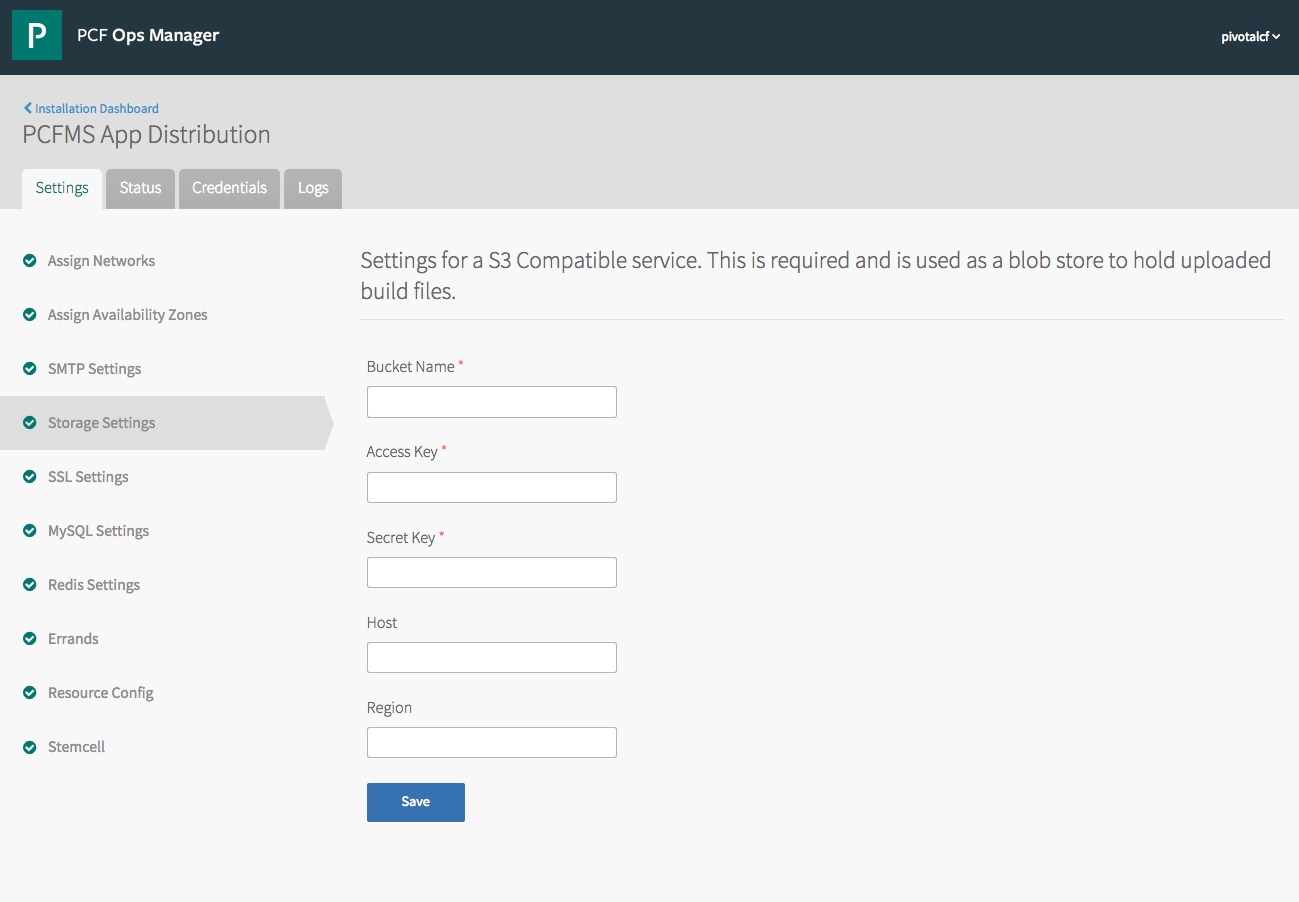 P
PCF Ops Manager
pivotalcf
Installation Dashboard
PCFMS App Distribution
Settings
Status
Credentials
Logs
Assign Networks
Assign Availability Zones
SMTP Settings
Storage Settings
SSL Settings
MySQL Settings
Redis Settings
Errands
Resource Config
Stemcell
Settings for a S3 Compatible service. This is required and is used as a blob store to hold uploaded
build files.
Bucket Name *
Access Key *
Secret Key *
Host
Region
Save